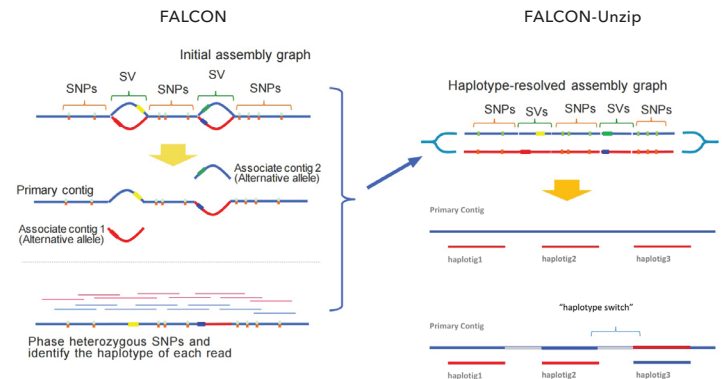 FALCON
Initial assembly graph
SNPs
SV
SNPs
SV
SNPs
Primary contig
Associate contig 2
(Alternative allele)
Associate contig 1
(Alternative allele)
Phase heterozygous SNPs and
identify the haplotype of each read
FALCON-Unzip
Haplotype-resolved assembly graph
SNPs
SVs
SNPs
SVs
SNPs
Primary Contig
haplotig1
haplotig2
haplotig3
"haplotype switch"
Primary Contig
haplotig1
haplotig2
haplotig3